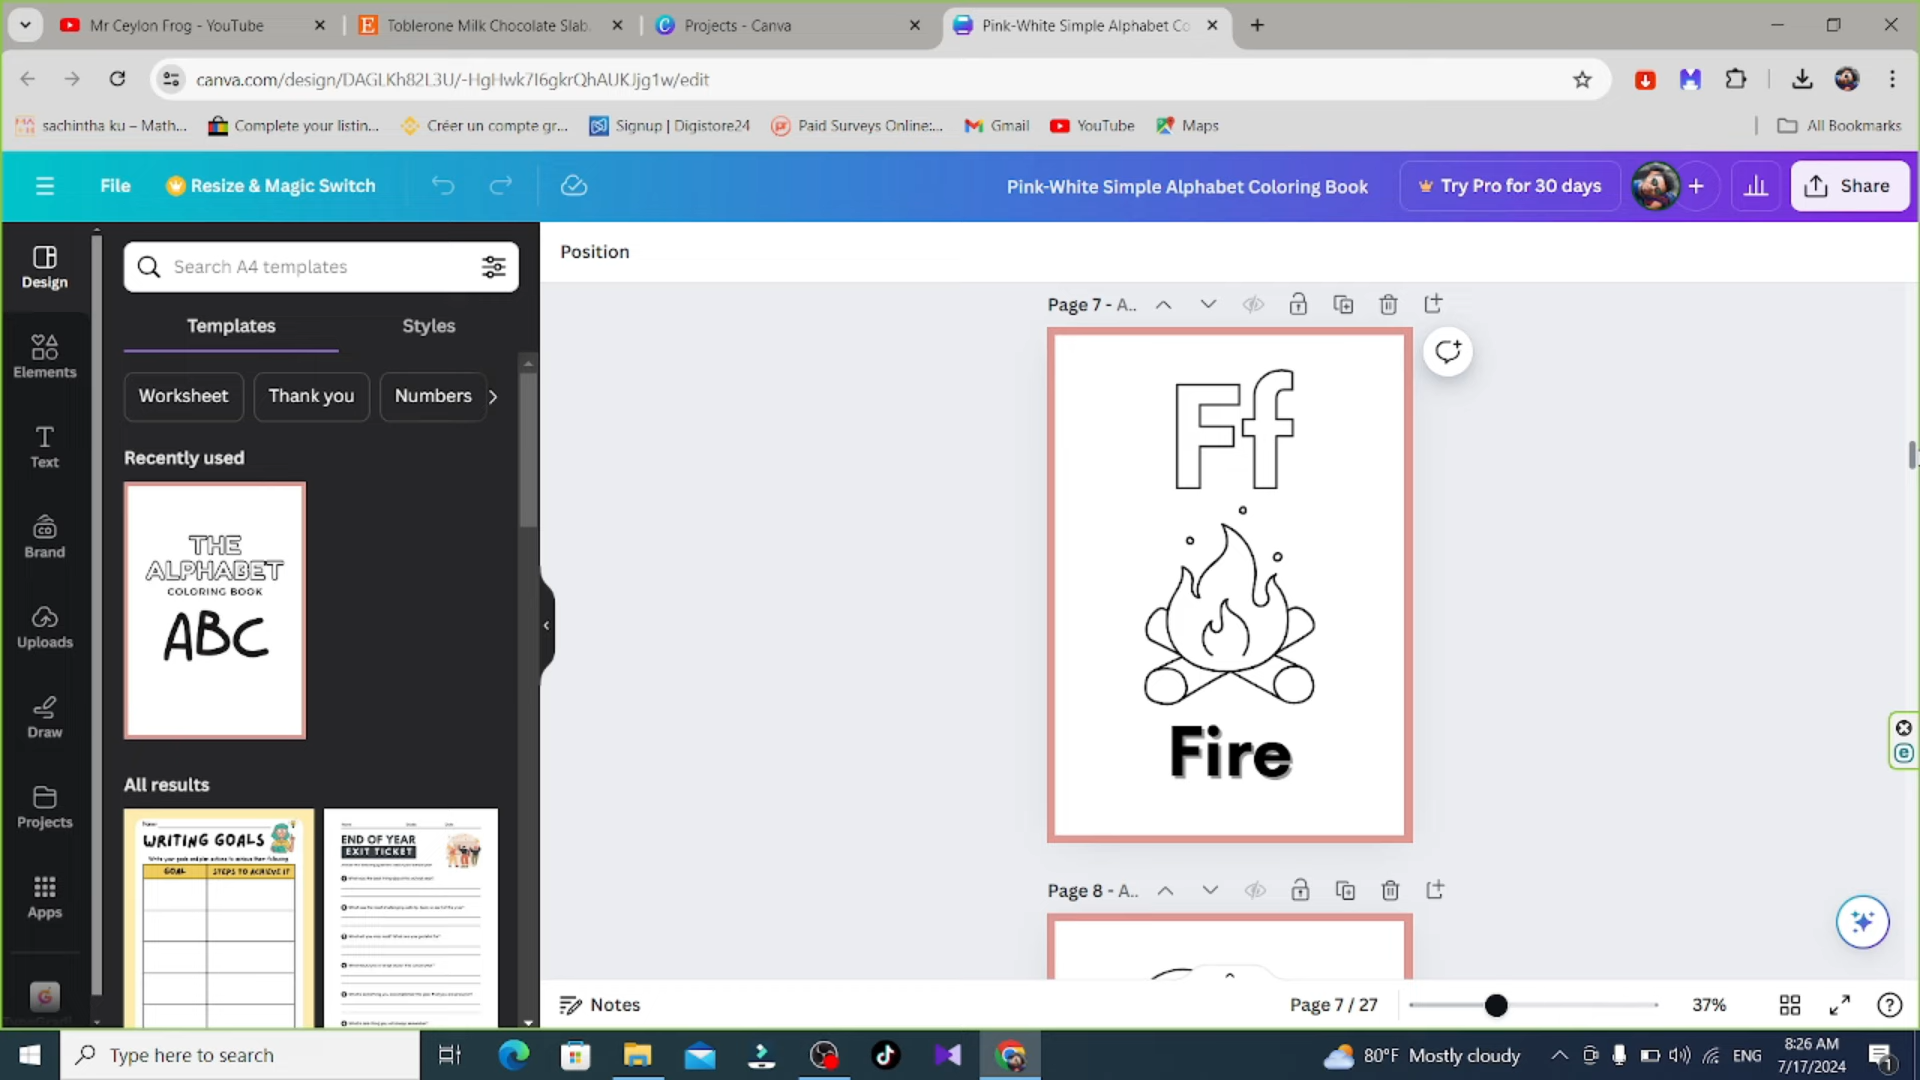 Mr Ceylon Frog - YouTube
Toblerone Milk Chocolate Slab
Projects - Canva
Pink-White Simple Alphabet Co
canva.com/design/DAGLKh82L3U/-HgHwk7I6gkrQhAUKJjg1w/edit
sachintha ku – Math...
Complete your listin...
Créer un compte gr...
Signup | Digistore24
Paid Surveys Online:...
Gmail
YouTube
Maps
All Bookmarks
File
Resize & Magic Switch
Pink-White Simple Alphabet Coloring Book
Try Pro for 30 days
Share
Design
Elements
Text
Brand
Uploads
Draw
Projects
Apps
Search A4 templates
Templates
Styles
Worksheet
Thank you
Numbers
Recently used
THE
ALPHABET
COLORING BOOK
ABC
All results
WRITING GOALS
GOAL
STEPS TO ACHIEVE IT
END OF YEAR
EXIT TICKET
Position
Page 7 - A..
Ff
Fire
Page 8 - A..
Notes
Page 7 / 27
37%
Type here to search
80°F Mostly cloudy
ENG
8:26 AM
7/17/2024
1